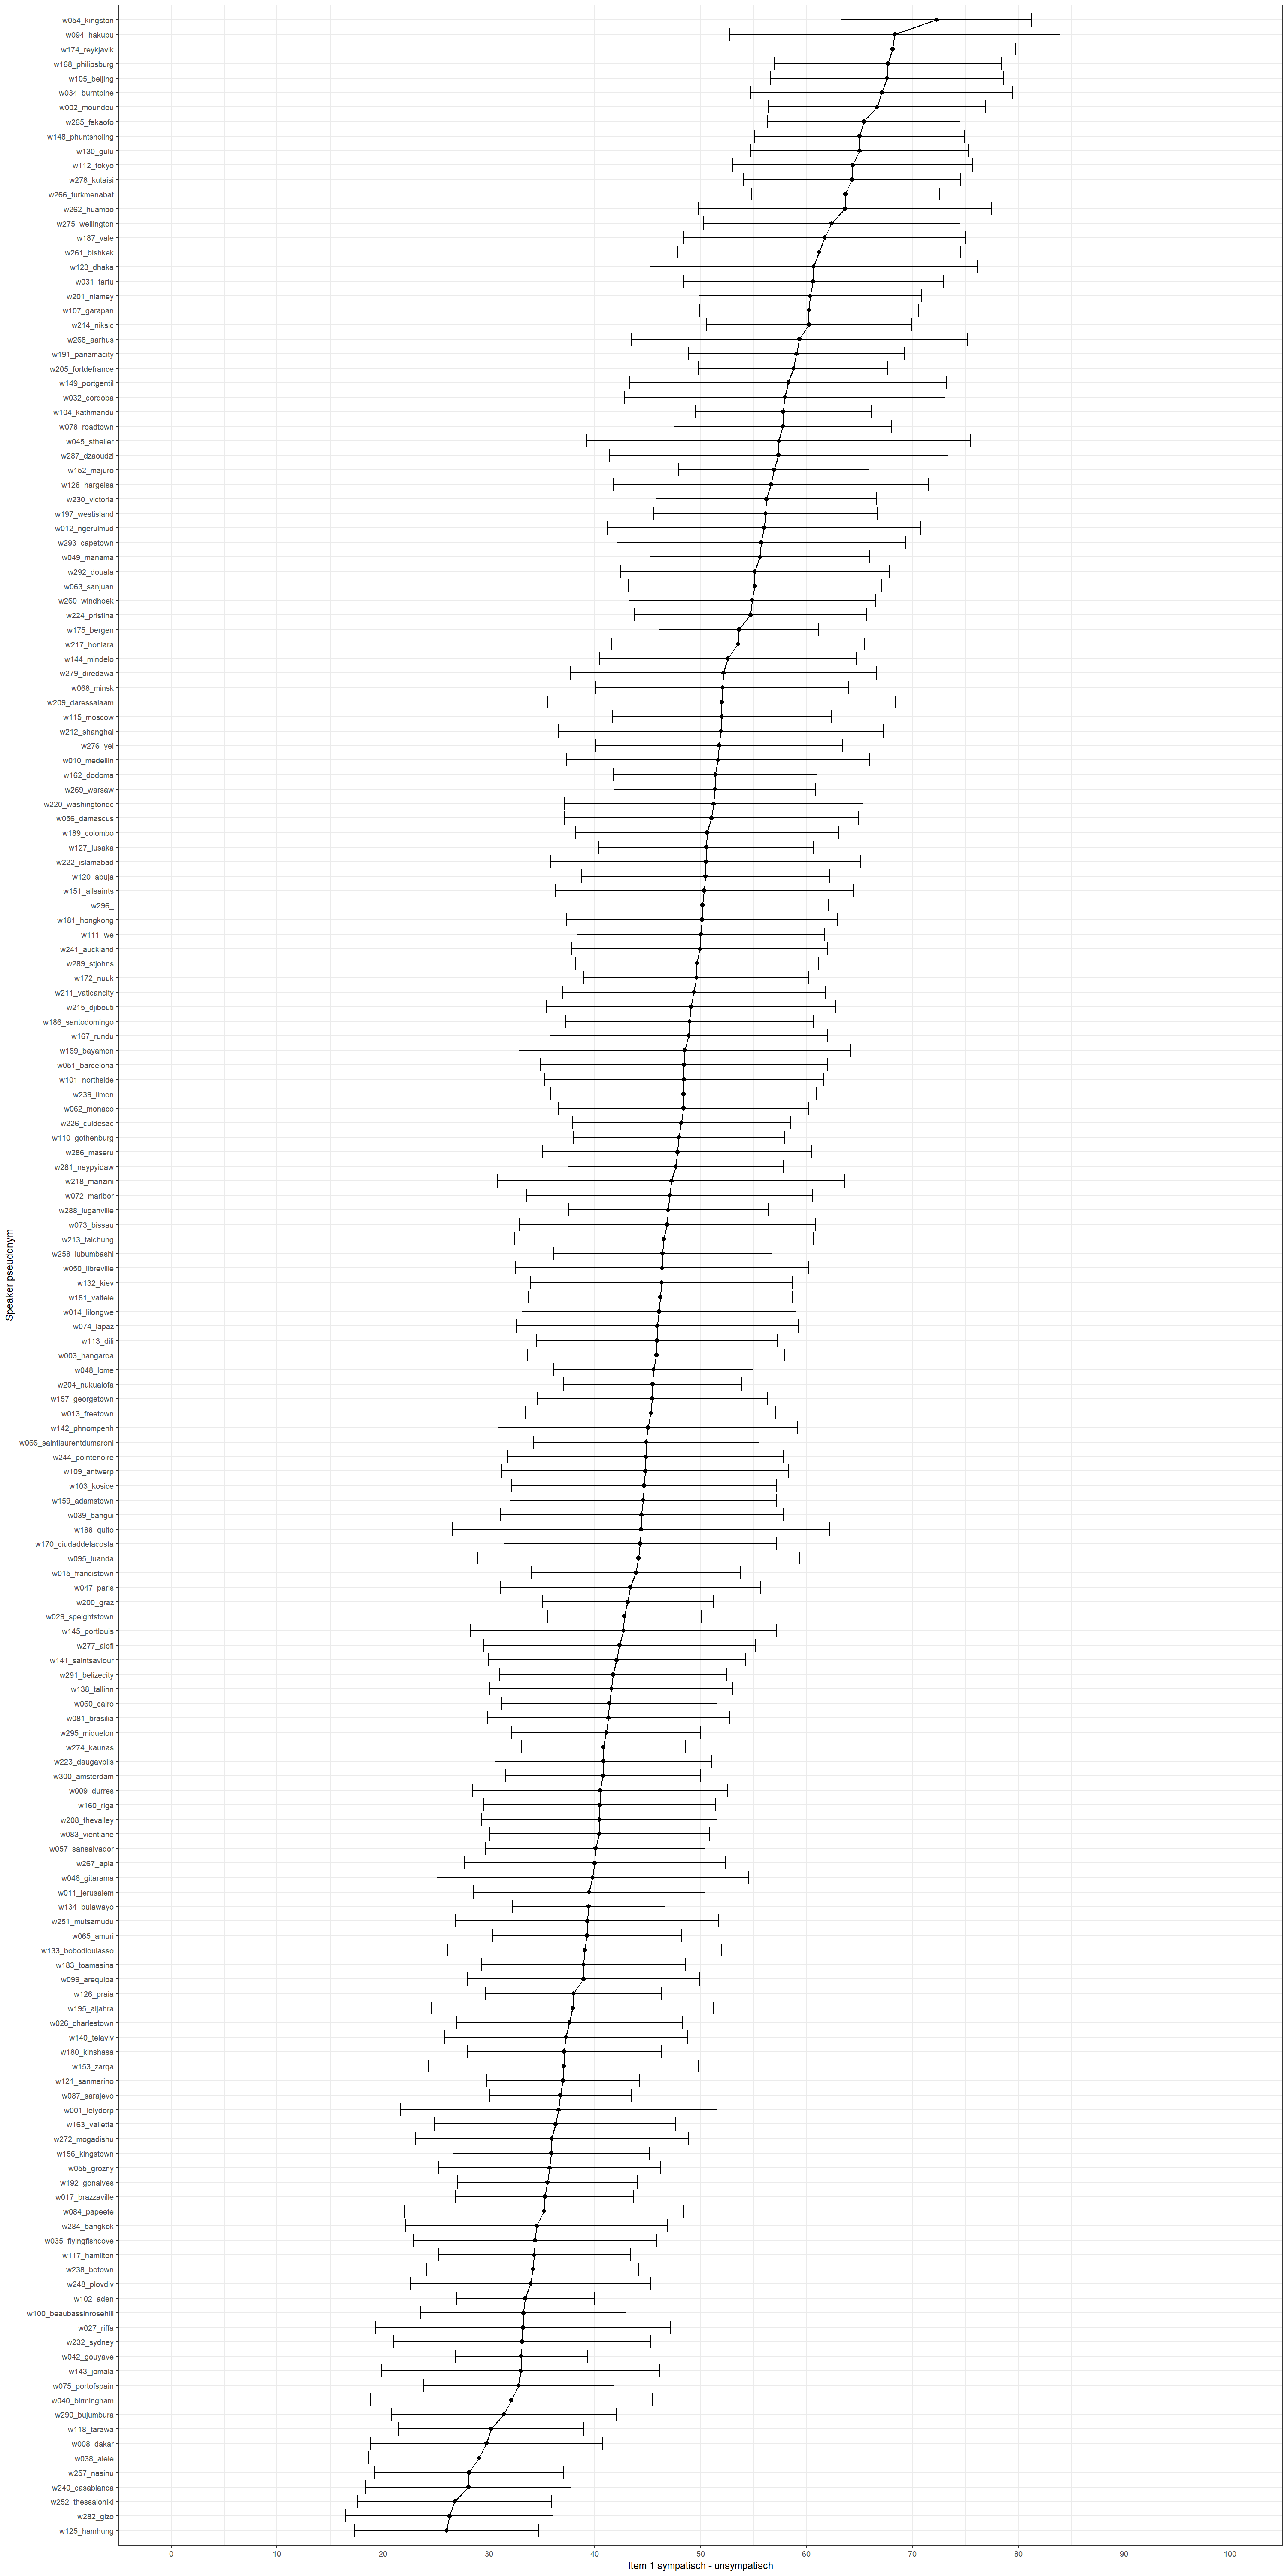 w054_kingston
w094_hakupu
w174_reykjavik
w168_philipsburg
w105_beijing
w034_burntpine
w002_moundou
w265_fakaofo
w148_phuntsholing
w130_gulu
w112_tokyo
w278_kutaisi
w266_turkmenabat
w262_huambo
w275_wellington
w187_vale
w261_bishkek
w123_dhaka
w031_tartu
w201_niamey
w107_garapan
w214_niksic
w268_aarhus
w191_panamacity
w205_fortdefrance
w149_portgentil
w032_cordoba
w104_kathmandu
w078_roadtown
w045_sthelier
w287_dzaoudzi
w152_majuro
w128_hargeisa
w230_victoria
w197_westisland
w012_ngerulmud
w293_capetown
w049_manama
w292_douala
w063_sanjuan
w260_windhoek
w224_pristina
w175_bergen
w217_honiara
w144_mindelo
w279_diredawa
w068_minsk
w209_daressalaam
w115_moscow
w212_shanghai
w276_yei
w010_medellin
w162_dodoma
w269_warsaw
w220_washingtondc
w056_damascus
w189_colombo
w127_lusaka
w222_islamabad
w120_abuja
w151_allsaints
w296_
w181_hongkong
w111_we
w241_auckland
w289_stjohns
w172_nuuk
w211_vaticancity
w215_djibouti
w186_santodomingo
w167_rundu
w169_bayamon
w051_barcelona
w101_northside
w239_limon
w062_monaco
w226_culdesac
w110_gothenburg
w286_maseru
w281_naypyidaw
w218_manzini
w072_maribor
w288_luganville
w073_bissau
w213_taichung
w258_lubumbashi
w050_libreville
w132_kiev
w161_vaitele
w014_lilongwe
w074_lapaz
w113_dili
w003_hangaroa
w048_lome
w204_nukualofa
w157_georgetown
w013_freetown
w142_phnompenh
w066_saintlaurentdumaroni
w244_pointenoire
w109_antwerp
w103_kosice
w159_adamstown
w039_bangui
w188_quito
w170_ciudaddelacosta
w095_luanda
w015_francistown
w047_paris
w200_graz
w029_speightstown
w145_portlouis
w277_alofi
w141_saintsaviour
w291_belizecity
w138_tallinn
w060_cairo
w081_brasilia
w295_miquelon
w274_kaunas
w223_daugavpils
w300_amsterdam
w009_durres
w160_riga
w208_thevalley
w083_vientiane
w057_sansalvador
w267_apia
w046_gitarama
w011_jerusalem
w134_bulawayo
w251_mutsamudu
w065_amuri
w133_bobodioulasso
w183_toamasina
w099_arequipa
w126_praia
w195_aljahra
w026_charlestown
w140_telaviv
w180_kinshasa
w153_zarqa
w121_sanmarino
w087_sarajevo
w001_lelydorp
w163_valletta
w272_mogadishu
w156_kingstown
w055_grozny
w192_gonaives
w017_brazzaville
w084_papeete
w284_bangkok
w035_flyingfishcove
w117_hamilton
w238_botown
w248_plovdiv
w102_aden
w100_beaubassinrosehill
w027_riffa
w232_sydney
w042_gouyave
w143_jomala
w075_portofspain
w040_birmingham
w290_bujumbura
w118_tarawa
w008_dakar
w038_alele
w257_nasinu
w240_casablanca
w252_thessaloniki
w282_gizo
w125_hamhung
Speaker pseudonym
0 10 20 30 40 50 60 70 80 90 100
Item 1 sympatisch - unsympatisch